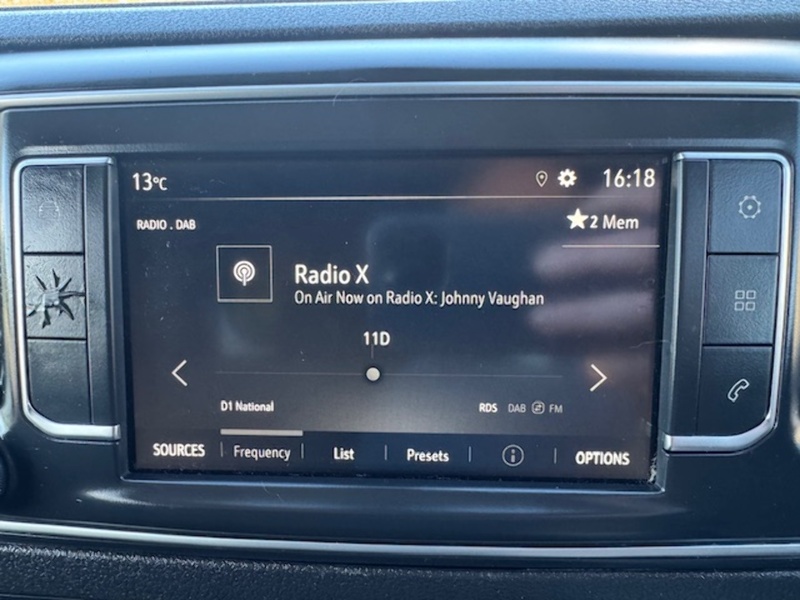 13°C 16:18
RADIO . DAB 2 Mem
Radio X
On Air Now on Radio X: Johnny Vaughan
11D
D1 National RDS DAB FM
SOURCES Frequency List Presets OPTIONS